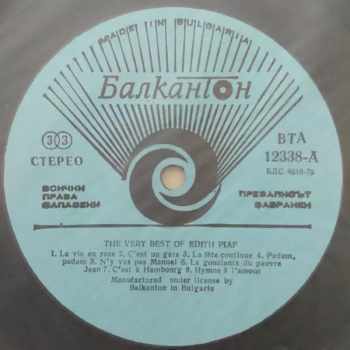 MADE IN BULGARIA
Балкантон
33
СТЕРЕО
ВТА
12338-А
БДС 4818-79
ВСИЧКИ
ПРАВА
ЗАПАЗЕНИ
ПРЕЗАПИСЪТ
ЗАБРАНЕН
THE VERY BEST OF EDITH PIAF
1. La vie en rose 2. C'est un gars 3. La fête continue 4. Padam,
padam 5. N'y vas pas Manuel 6. La goualante du pauvre
Jean 7. C'est à Hambourg 8. Hymne à l'amour
Manufactured under license by
Balkanton in Bulgaria